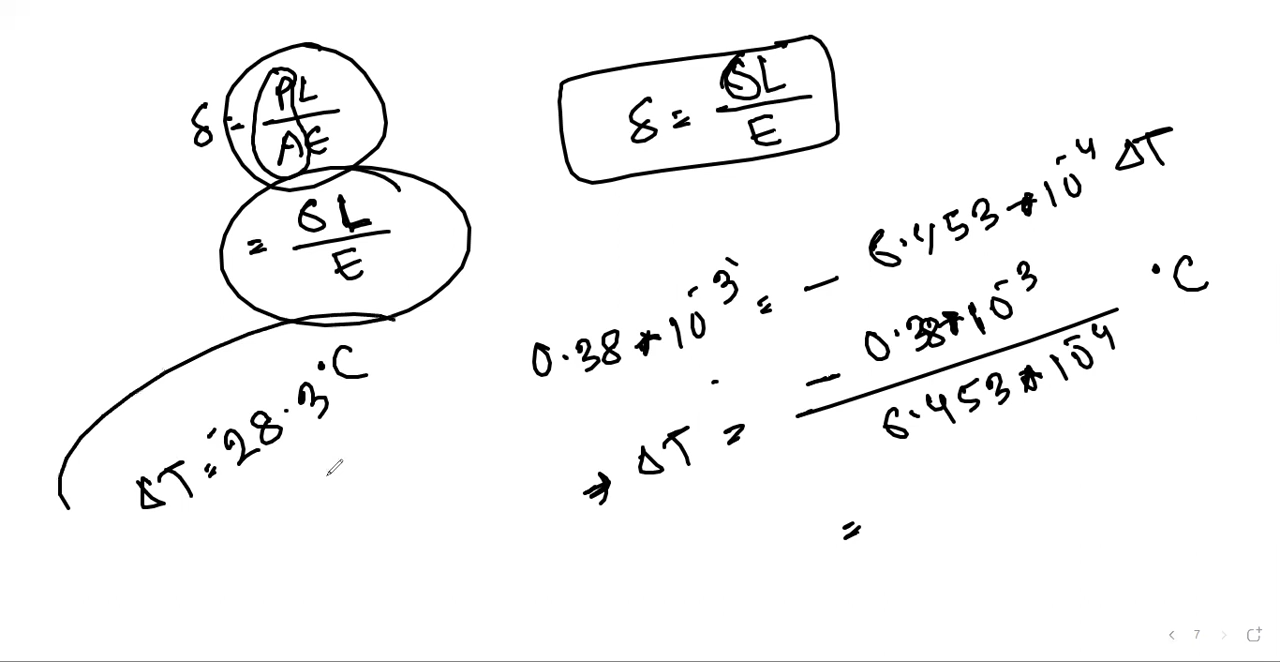 δ = PL/AE
= σL/E
δ = σL/E
0.38 * 10⁻³ = - 6.453 * 10⁻⁴ ΔT
⇒ ΔT = - 0.38 * 10⁻³ / 6.453 * 10⁻⁴ °C
=
ΔT = 28.3 °C
7